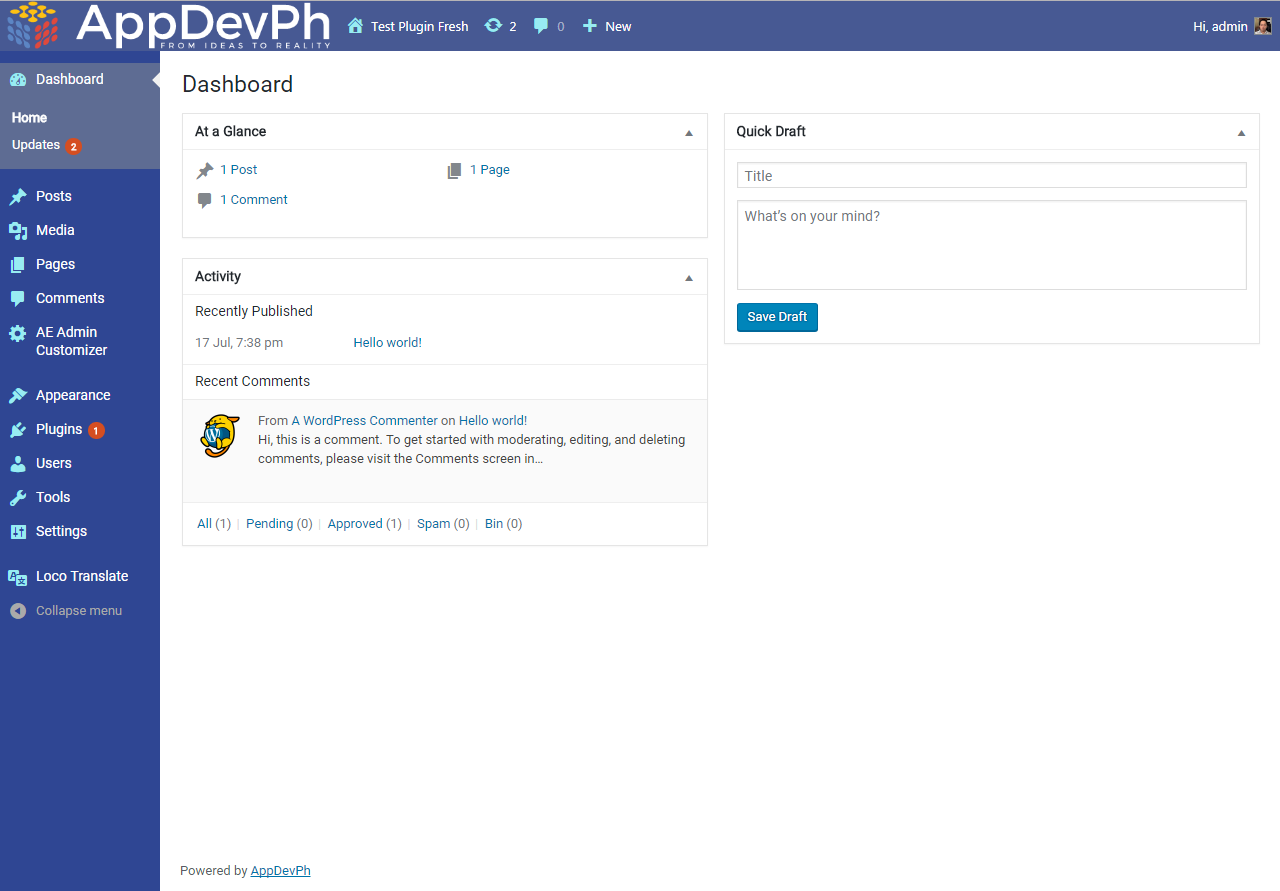 AppDevPh
FROM IDEAS TO REALITY
Test Plugin Fresh
2
0
New
Hi, admin
Dashboard
Home
Updates 2
Posts
Media
Pages
Comments
AE Admin
Customizer
Appearance
Plugins 1
Users
Tools
Settings
Loco Translate
Collapse menu
Dashboard
At a Glance
1 Post
1 Page
1 Comment
Activity
Recently Published
17 Jul, 7:38 pm Hello world!
Recent Comments
From A WordPress Commenter on Hello world!
Hi, this is a comment. To get started with moderating, editing, and deleting
comments, please visit the Comments screen in…
All (1) | Pending (0) | Approved (1) | Spam (0) | Bin (0)
Quick Draft
Title
What’s on your mind?
Save Draft
Powered by AppDevPh